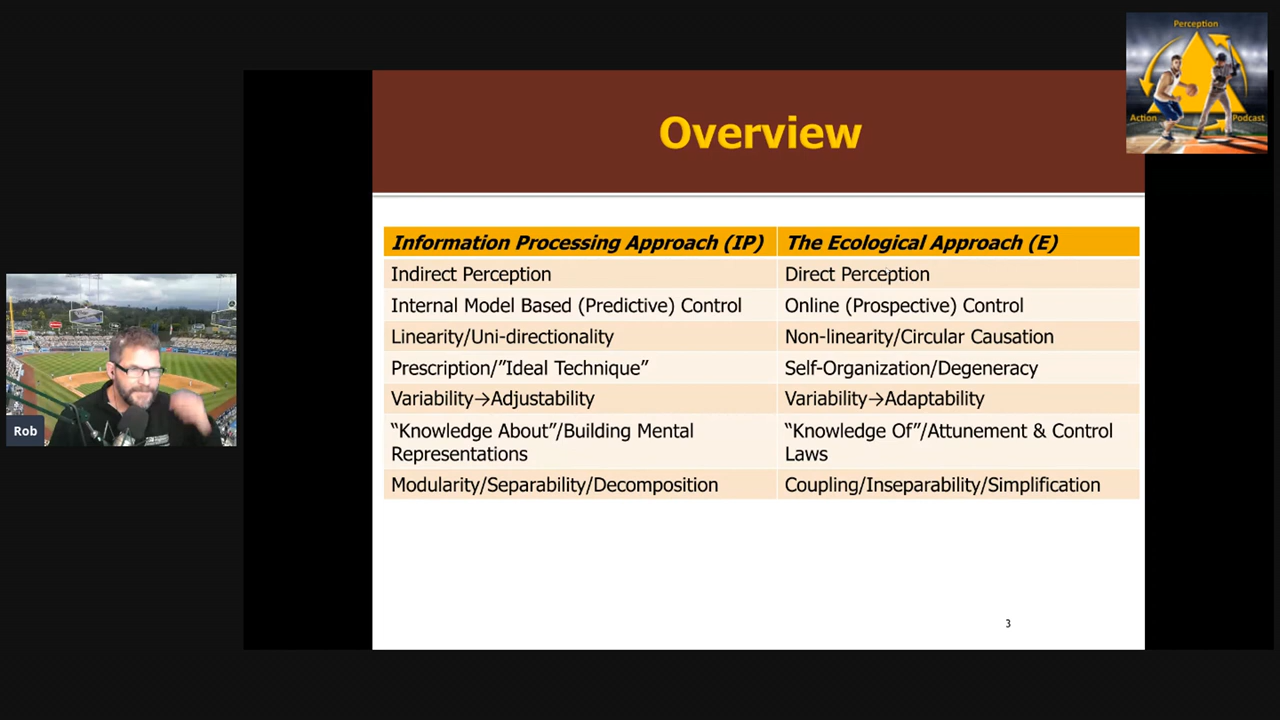 Perception
Action
Podcast
Overview
Information Processing Approach (IP)
The Ecological Approach (E)
Indirect Perception
Direct Perception
Internal Model Based (Predictive) Control
Online (Prospective) Control
Linearity/Uni-directionality
Non-linearity/Circular Causation
Prescription/”Ideal Technique”
Self-Organization/Degeneracy
Variability→Adjustability
Variability→Adaptability
“Knowledge About”/Building Mental
Representations
“Knowledge Of”/Attunement & Control
Laws
Modularity/Separability/Decomposition
Coupling/Inseparability/Simplification
3
Rob